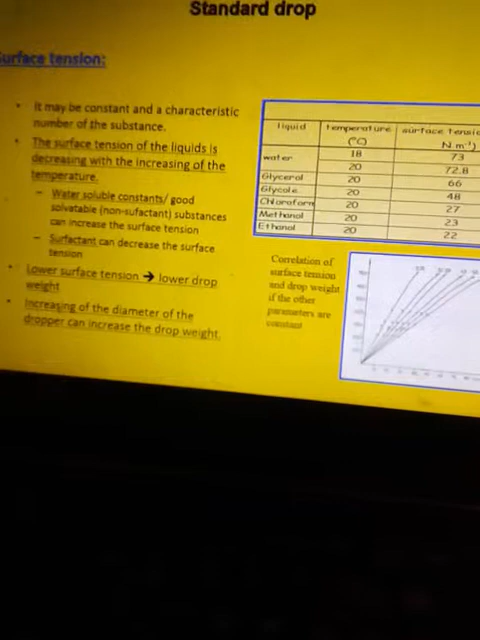 Standard drop
Surface tension:
• It may be constant and a characteristic
number of the substance.
• The surface tension of the liquids is
decreasing with the increasing of the
temperature.
– Water soluble constants/ good
solvatable (non-sufactant) substances
can increase the surface tension
– Surfactant can decrease the surface
tension
• Lower surface tension → lower drop
weight
• Increasing of the diameter of the
dropper can increase the drop weight.
liquid temperature surface tensio
(°C) N m⁻¹)
water 18 73
20 72.8
Glycerol 20 66
Glycole 20 48
Chloroform 20 27
Methanol 20 23
Ethanol 20 22
Correlation of
surface tension
and drop weight
if the other
parameters are
constant